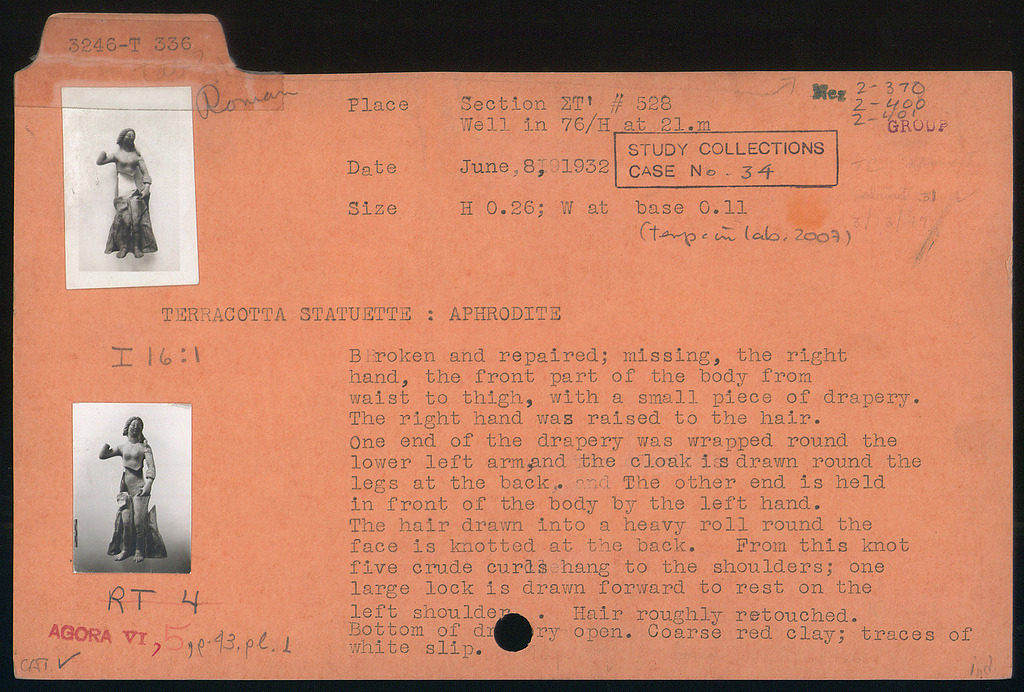 3246-T 336
Roman
Place Section ΣΤ' # 528
Well in 76/H at 21.m
Neg 2-370
2-400
2-401
GROUP
STUDY COLLECTIONS
CASE No. 34
Date June, 8, 1932
Size H 0.26; W at base 0.11
(temp. in lab. 2007)
TERRACOTTA STATUETTE : APHRODITE
I 16:1
Broken and repaired; missing, the right
hand, the front part of the body from
waist to thigh, with a small piece of drapery.
The right hand was raised to the hair.
One end of the drapery was wrapped round the
lower left arm, and the cloak is drawn round the
legs at the back. The other end is held
in front of the body by the left hand.
The hair drawn into a heavy roll round the
face is knotted at the back. From this knot
five crude curls hang to the shoulders; one
large lock is drawn forward to rest on the
left shoulder. Hair roughly retouched.
Bottom of dr ry open. Coarse red clay; traces of
white slip.
RT 4
AGORA VI, 5, p. 43, pl. 1
CAT. ✓